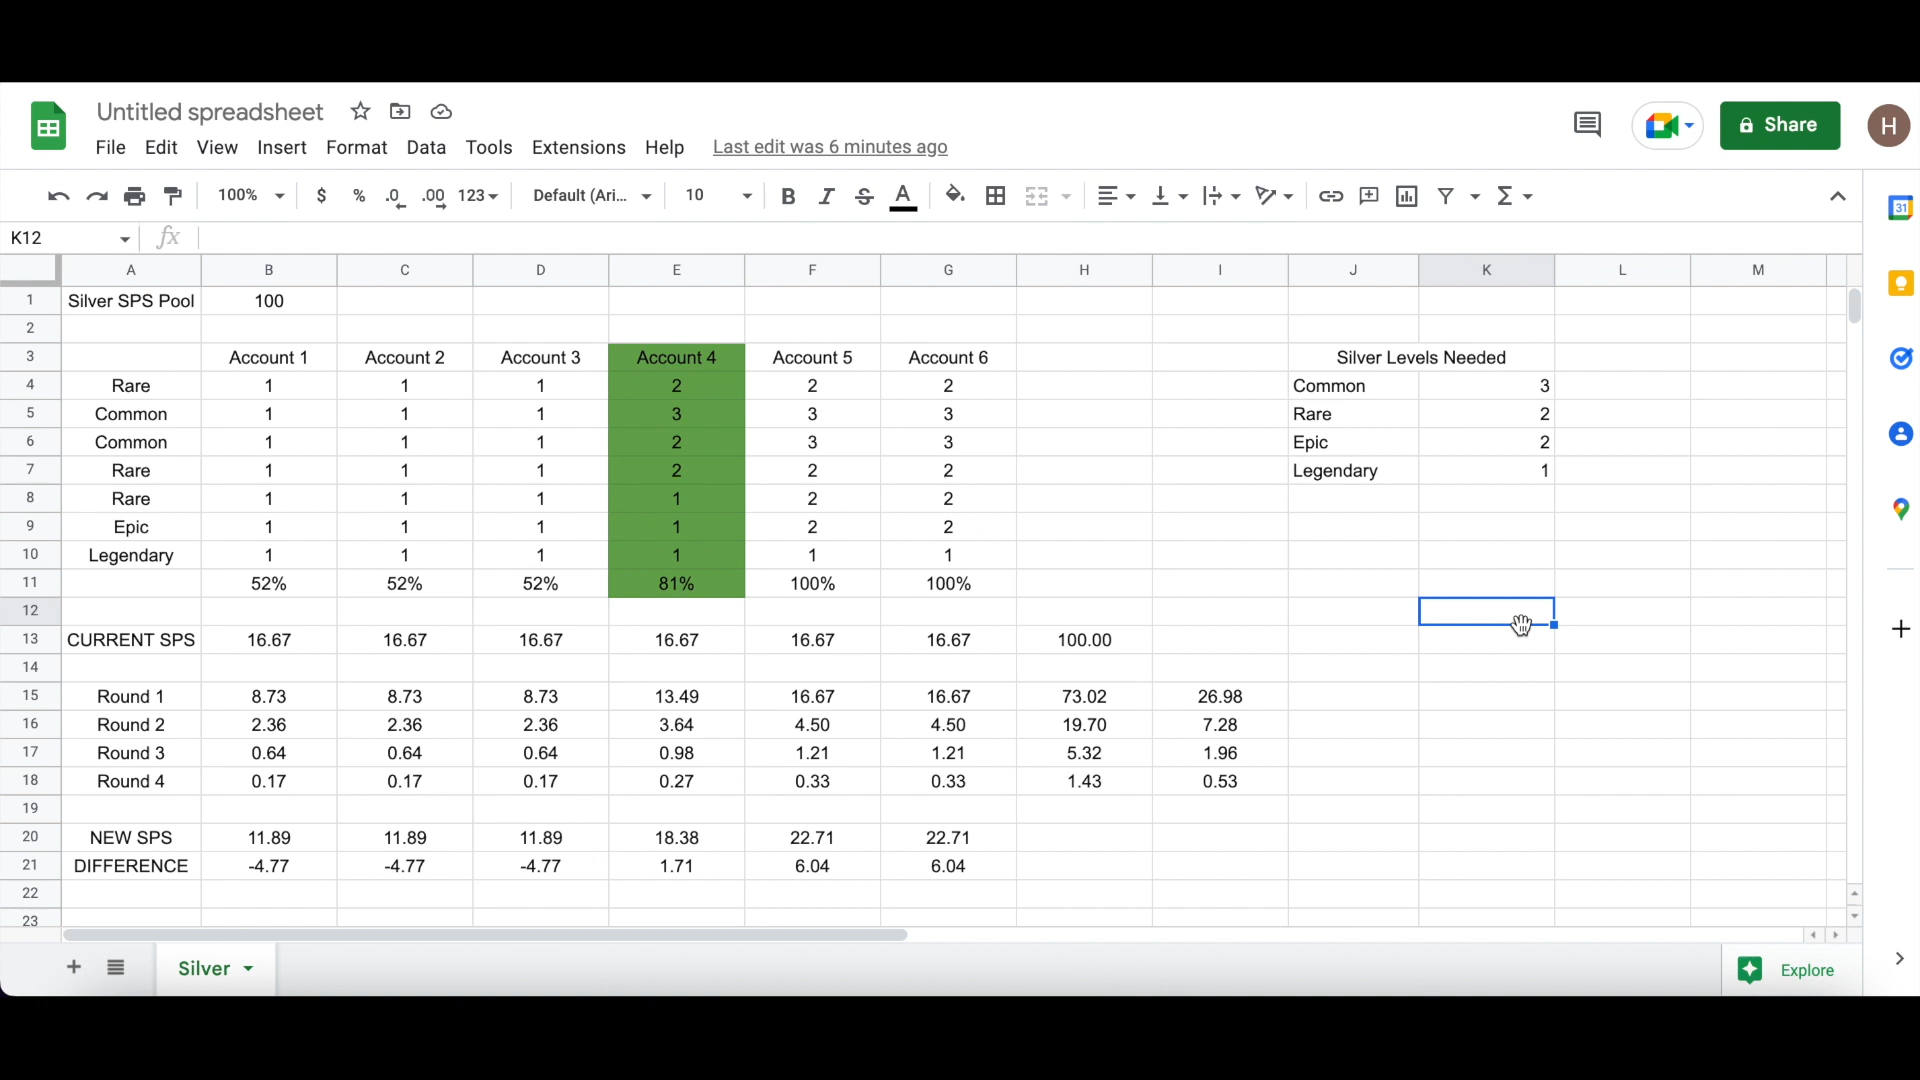 Untitled spreadsheet
File Edit View Insert Format Data Tools Extensions Help Last edit was 6 minutes ago
Share
H
100% $ % .0 .00 123 Default (Ari... 10 B I S A
31
K12 fx
A B C D E F G H I J K L M
1 Silver SPS Pool 100
2
3 Account 1 Account 2 Account 3 Account 4 Account 5 Account 6 Silver Levels Needed
4 Rare 1 1 1 2 2 2 Common 3
5 Common 1 1 1 3 3 3 Rare 2
6 Common 1 1 1 2 3 3 Epic 2
7 Rare 1 1 1 2 2 2 Legendary 1
8 Rare 1 1 1 1 2 2
9 Epic 1 1 1 1 2 2
10 Legendary 1 1 1 1 1 1
11 52% 52% 52% 81% 100% 100%
12
13 CURRENT SPS 16.67 16.67 16.67 16.67 16.67 16.67 100.00
14
15 Round 1 8.73 8.73 8.73 13.49 16.67 16.67 73.02 26.98
16 Round 2 2.36 2.36 2.36 3.64 4.50 4.50 19.70 7.28
17 Round 3 0.64 0.64 0.64 0.98 1.21 1.21 5.32 1.96
18 Round 4 0.17 0.17 0.17 0.27 0.33 0.33 1.43 0.53
19
20 NEW SPS 11.89 11.89 11.89 18.38 22.71 22.71
21 DIFFERENCE -4.77 -4.77 -4.77 1.71 6.04 6.04
22
23
Silver
Explore